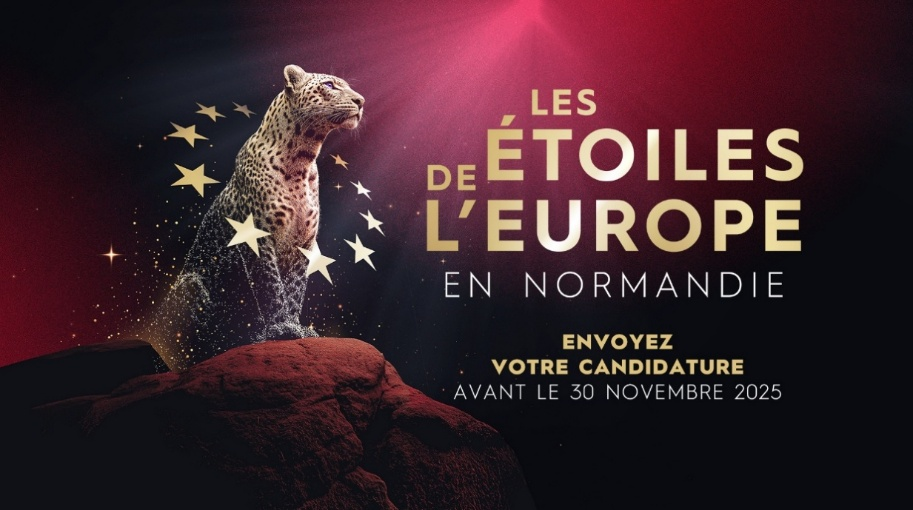 LES
ÉTOILES
DE
L'EUROPE
EN NORMANDIE
ENVOYEZ
VOTRE CANDIDATURE
AVANT LE 30 NOVEMBRE 2025